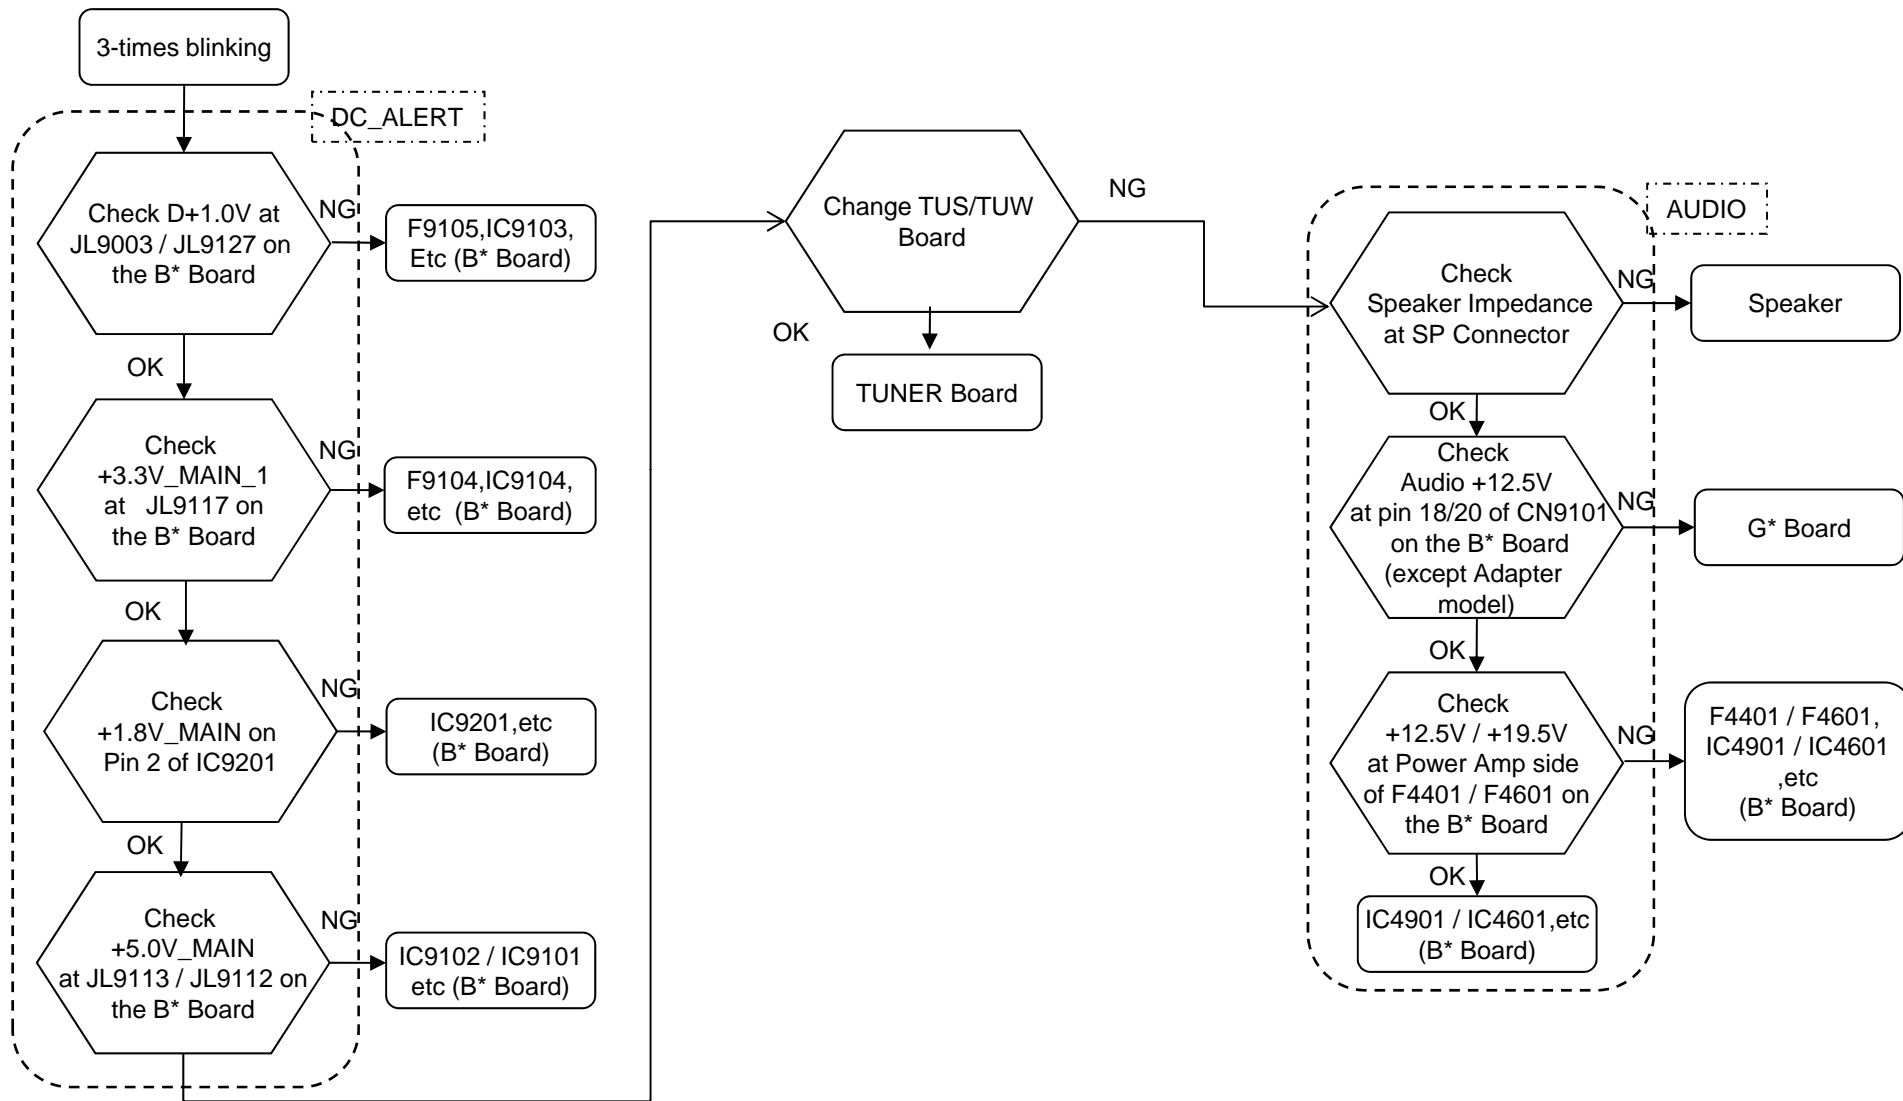 3-times blinking
DC_ALERT
Check D+1.0V at
JL9003 / JL9127 on
the B* Board
NG
F9105,IC9103,
Etc (B* Board)
OK
Check
+3.3V_MAIN_1
at JL9117 on
the B* Board
NG
F9104,IC9104,
etc (B* Board)
OK
Check
+1.8V_MAIN on
Pin 2 of IC9201
NG
IC9201,etc
(B* Board)
OK
Check
+5.0V_MAIN
at JL9113 / JL9112 on
the B* Board
NG
IC9102 / IC9101
etc (B* Board)
Change TUS/TUW
Board
NG
OK
TUNER Board
AUDIO
Check
Speaker Impedance
at SP Connector
NG
Speaker
OK
Check
Audio +12.5V
at pin 18/20 of CN9101
on the B* Board
(except Adapter
model)
NG
G* Board
OK
Check
+12.5V / +19.5V
at Power Amp side
of F4401 / F4601 on
the B* Board
NG
F4401 / F4601,
IC4901 / IC4601
,etc
(B* Board)
OK
IC4901 / IC4601,etc
(B* Board)